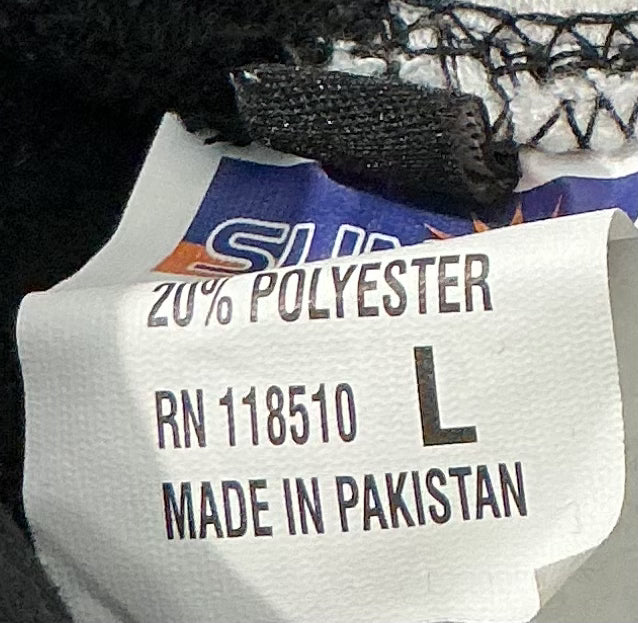 20% POLYESTER
RN 118510 L
MADE IN PAKISTAN